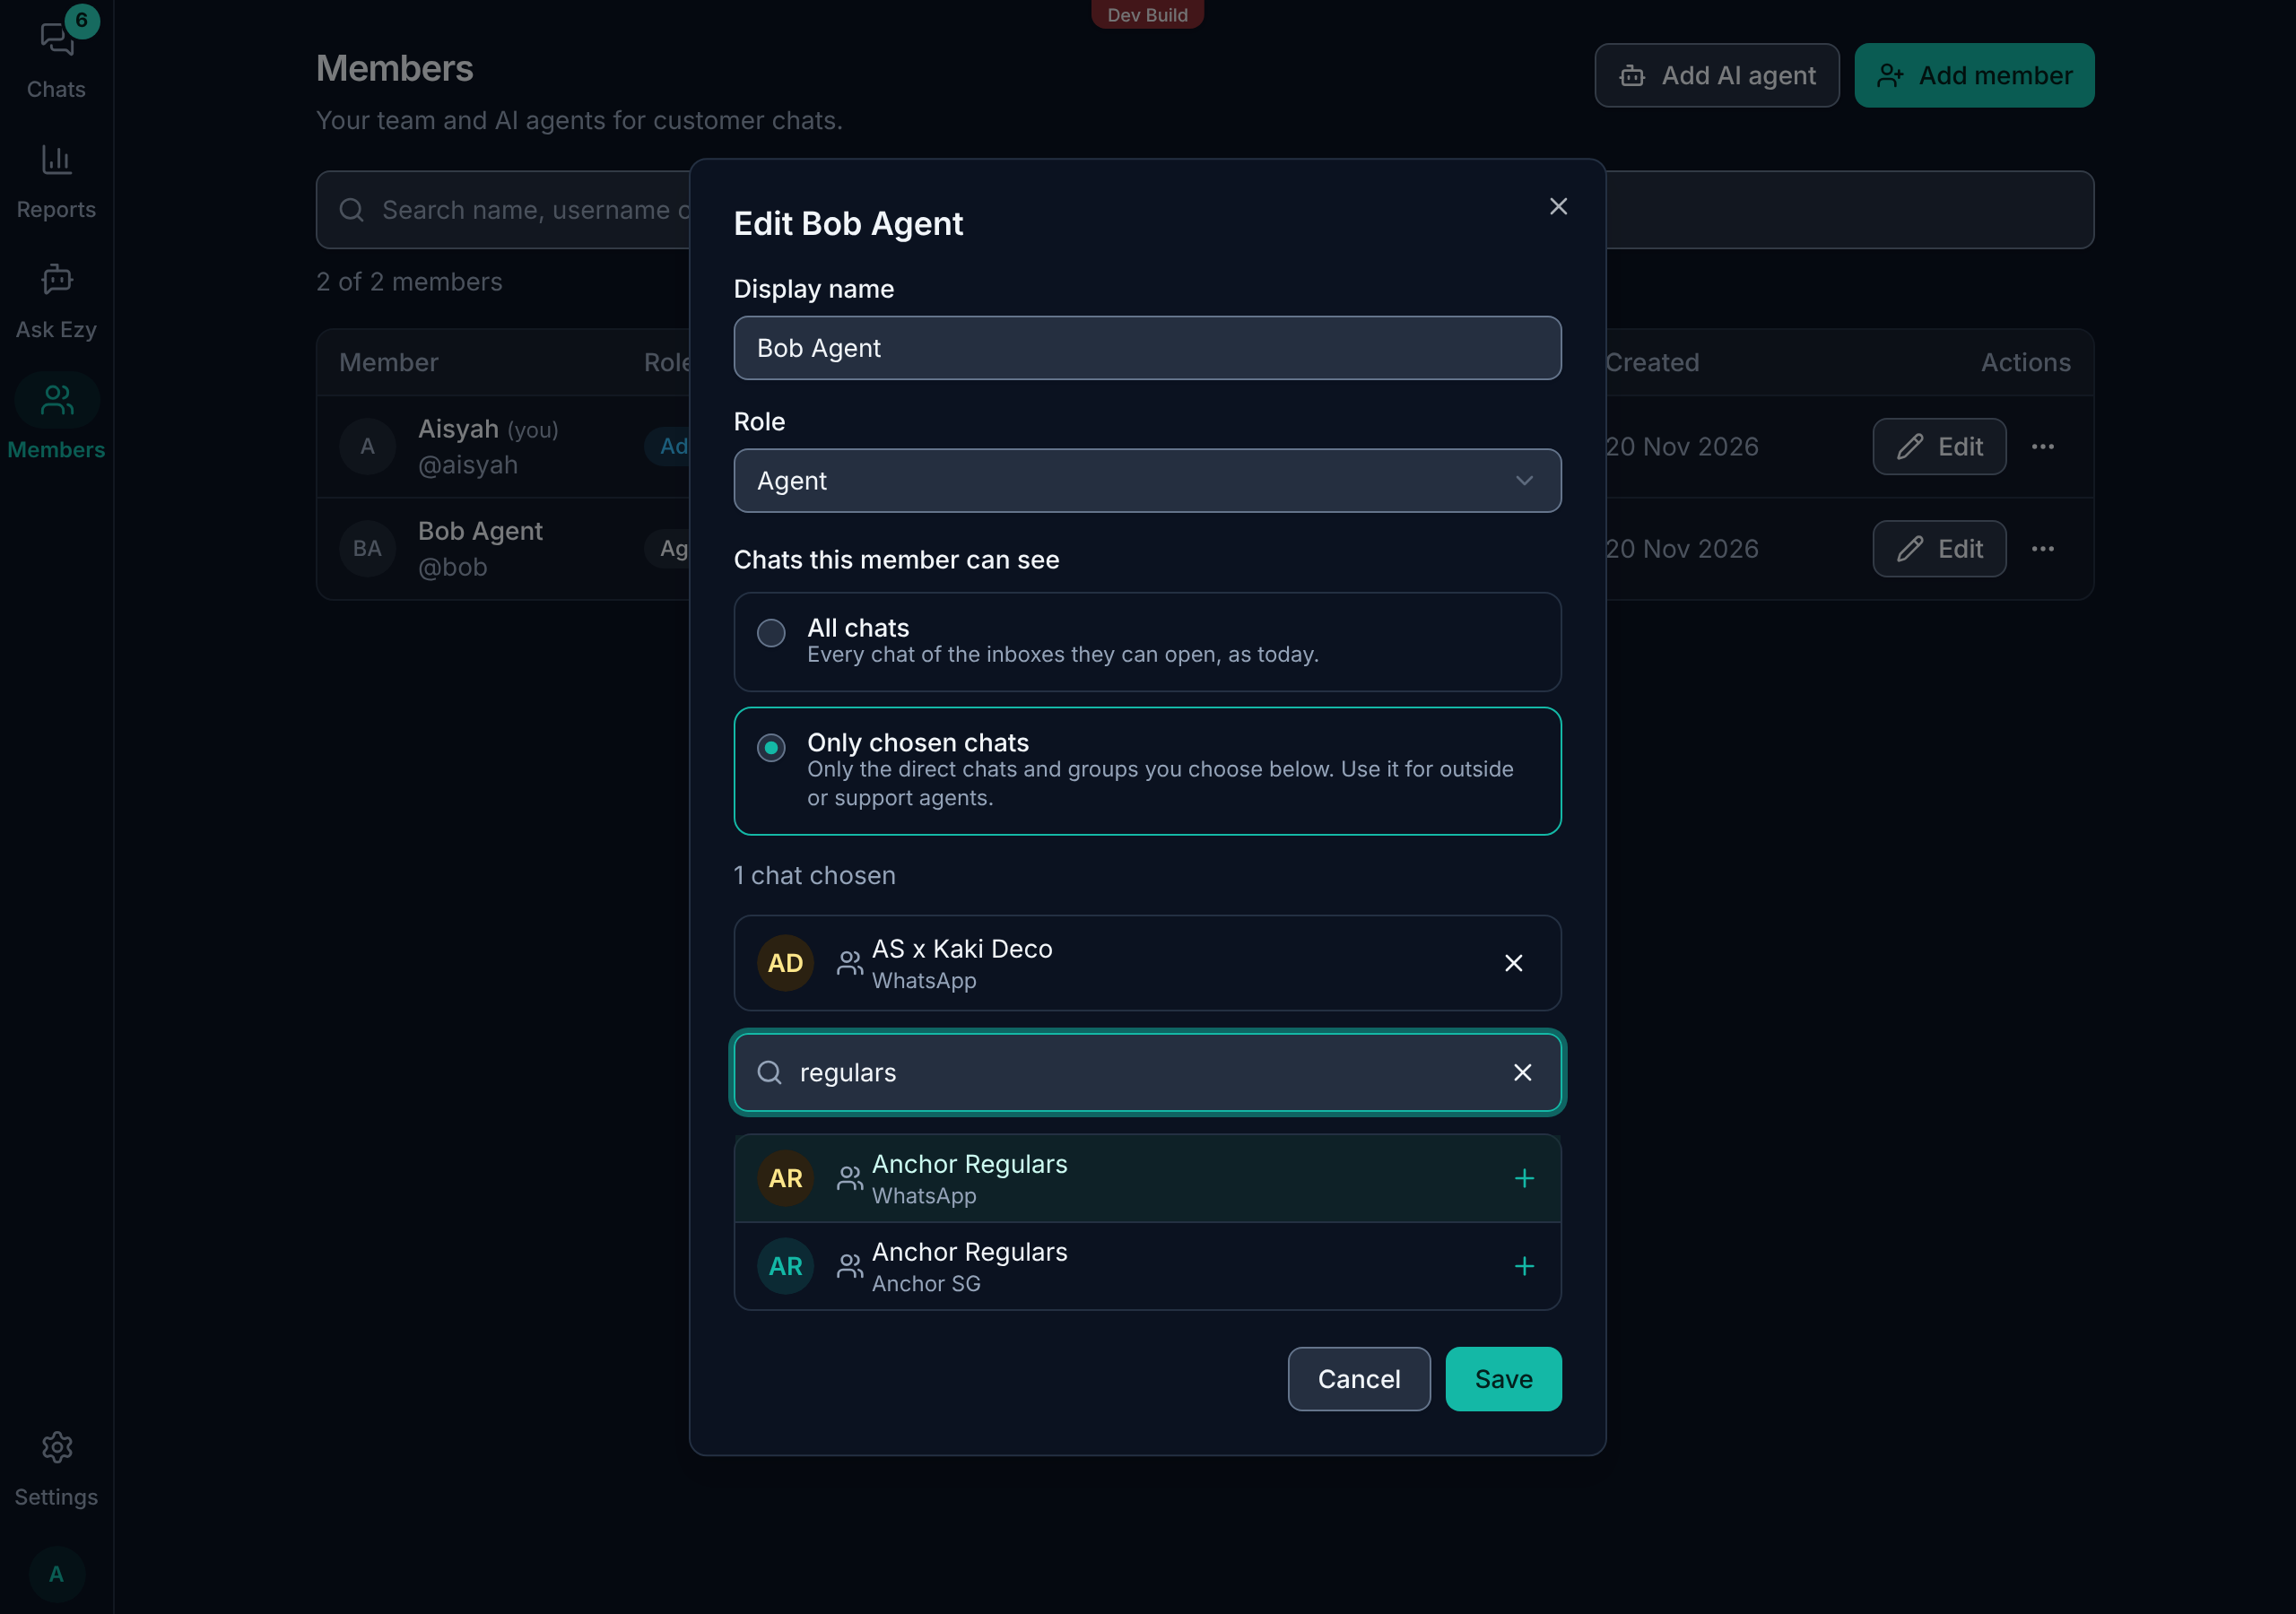 Dev Build
6
Chats
Reports
Ask Ezy
Members
Settings
A
Members
Your team and AI agents for customer chats.
Add AI agent
Add member
Search name, username
2 of 2 members
Member
Created
Actions
A
Aisyah (you)
@aisyah
20 Nov 2026
Edit
BA
Bob Agent
@bob
20 Nov 2026
Edit
Edit Bob Agent
Display name
Bob Agent
Role
Agent
Chats this member can see
All chats
Every chat of the inboxes they can open, as today.
Only chosen chats
Only the direct chats and groups you choose below. Use it for outside
or support agents.
1 chat chosen
AD
AS x Kaki Deco
WhatsApp
regulars
AR
Anchor Regulars
WhatsApp
AR
Anchor Regulars
Anchor SG
Cancel
Save